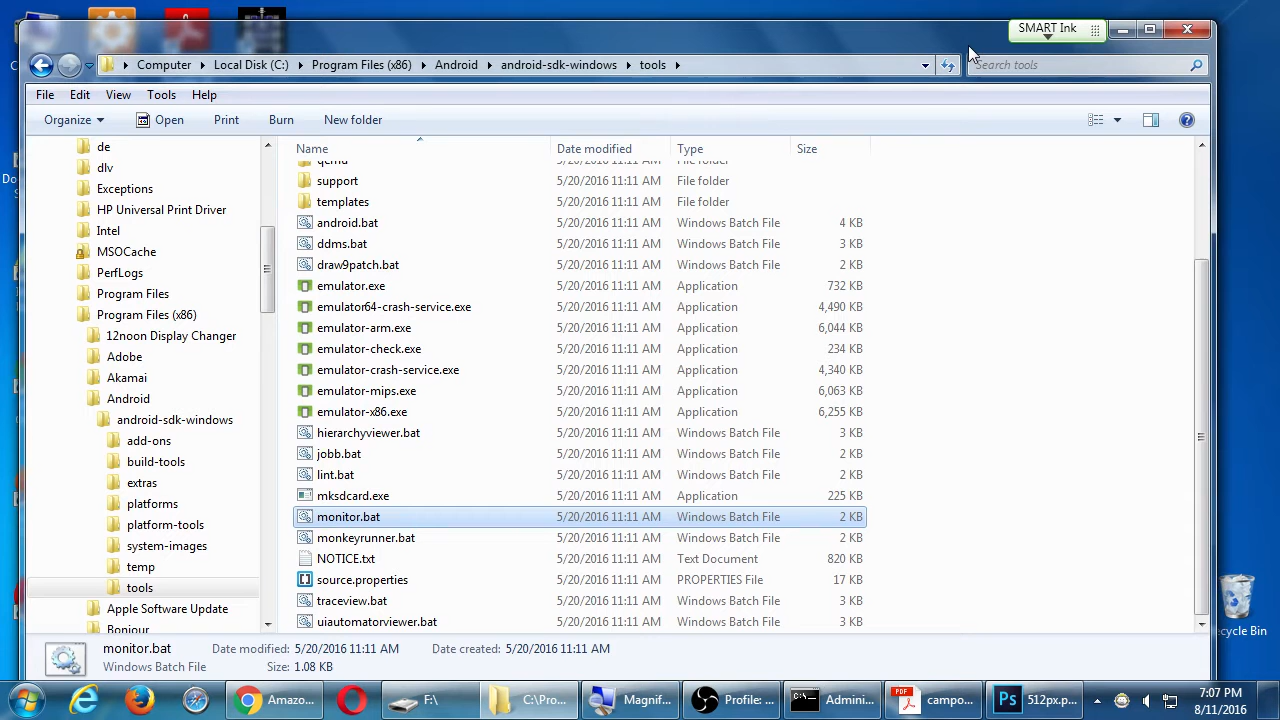 SMART Ink
Computer Local Disk (C:) Program Files (x86) Android android-sdk-windows tools
Search tools
File Edit View Tools Help
Organize Open Print Burn New folder
Name Date modified Type Size
de
dlv
Exceptions
HP Universal Print Driver
Intel
MSOCache
PerfLogs
Program Files
Program Files (x86)
12noon Display Changer
Adobe
Akamai
Android
android-sdk-windows
add-ons
build-tools
extras
platforms
platform-tools
system-images
temp
tools
Apple Software Update
Bonjour
qemu 5/20/2016 11:11 AM File folder
support 5/20/2016 11:11 AM File folder
templates 5/20/2016 11:11 AM File folder
android.bat 5/20/2016 11:11 AM Windows Batch File 4 KB
ddms.bat 5/20/2016 11:11 AM Windows Batch File 3 KB
draw9patch.bat 5/20/2016 11:11 AM Windows Batch File 2 KB
emulator.exe 5/20/2016 11:11 AM Application 732 KB
emulator64-crash-service.exe 5/20/2016 11:11 AM Application 4,490 KB
emulator-arm.exe 5/20/2016 11:11 AM Application 6,044 KB
emulator-check.exe 5/20/2016 11:11 AM Application 234 KB
emulator-crash-service.exe 5/20/2016 11:11 AM Application 4,340 KB
emulator-mips.exe 5/20/2016 11:11 AM Application 6,063 KB
emulator-x86.exe 5/20/2016 11:11 AM Application 6,255 KB
hierarchyviewer.bat 5/20/2016 11:11 AM Windows Batch File 3 KB
jobb.bat 5/20/2016 11:11 AM Windows Batch File 2 KB
lint.bat 5/20/2016 11:11 AM Windows Batch File 2 KB
mksdcard.exe 5/20/2016 11:11 AM Application 225 KB
monitor.bat 5/20/2016 11:11 AM Windows Batch File 2 KB
monkeyrunner.bat 5/20/2016 11:11 AM Windows Batch File 2 KB
NOTICE.txt 5/20/2016 11:11 AM Text Document 820 KB
source.properties 5/20/2016 11:11 AM PROPERTIES File 17 KB
traceview.bat 5/20/2016 11:11 AM Windows Batch File 3 KB
uiautomatorviewer.bat 5/20/2016 11:11 AM Windows Batch File 3 KB
monitor.bat Date modified: 5/20/2016 11:11 AM Date created: 5/20/2016 11:11 AM
Windows Batch File Size: 1.08 KB
ecycle Bin
Amazo... F:\ C:\Pro... Magnif... Profile: ... Admini... campo... 512px.p...
7:07 PM
8/11/2016